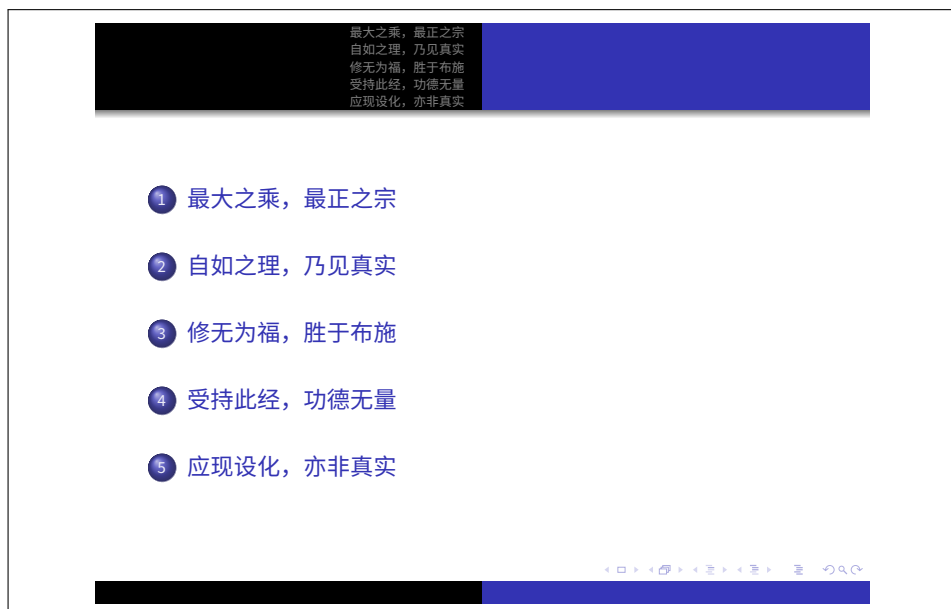 最大之乘，最正之宗
自如之理，乃见真实
修无为福，胜于布施
受持此经，功德无量
应现设化，亦非真实
1 最大之乘，最正之宗
2 自如之理，乃见真实
3 修无为福，胜于布施
4 受持此经，功德无量
5 应现设化，亦非真实